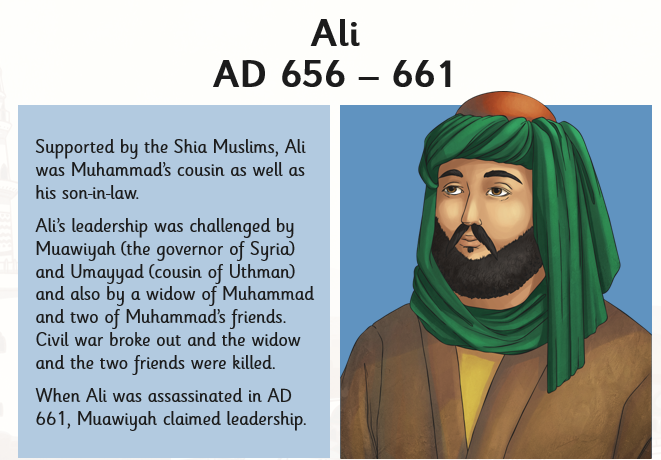 Ali
AD 656 – 661
Supported by the Shia Muslims, Ali
was Muhammad's cousin as well as
his son-in-law.
Ali's leadership was challenged by
Muawiyah (the governor of Syria)
and Umayyad (cousin of Uthman)
and also by a widow of Muhammad
and two of Muhammad's friends.
Civil war broke out and the widow
and the two friends were killed.
When Ali was assassinated in AD
661, Muawiyah claimed leadership.